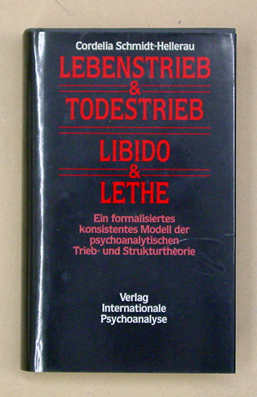 Cordelia Schmidt-Hellerau
LEBENSTRIEB
&
TODESTRIEB
LIBIDO
&
LETHE
Ein formalisiertes
konsistentes Modell der
psychoanalytischen
Trieb- und Strukturtheorie
Verlag
Internationale
Psychoanalyse